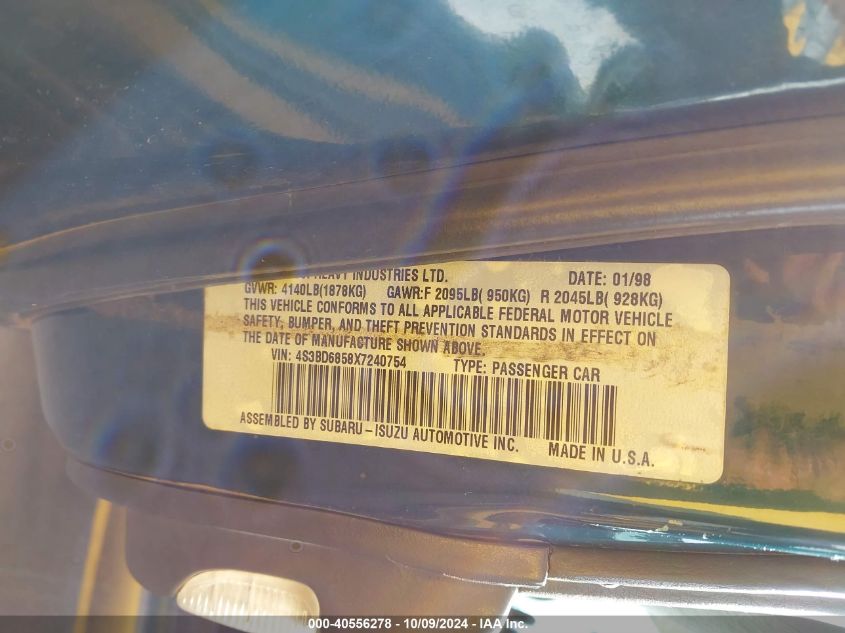 HEAVY INDUSTRIES LTD. DATE: 01/98
GVWR: 4140LB(1878KG) GAWR:F 2095LB( 950KG) R 2045LB( 928KG)
THIS VEHICLE CONFORMS TO ALL APPLICABLE FEDERAL MOTOR VEHICLE
SAFETY, BUMPER, AND THEFT PREVENTION STANDARDS IN EFFECT ON
THE DATE OF MANUFACTURE SHOWN ABOVE.
VIN: 4S3BD6858X7240754 TYPE: PASSENGER CAR
ASSEMBLED BY SUBARU-ISUZU AUTOMOTIVE INC. MADE IN U.S.A.
000-40556278 - 10/09/2024 - IAA Inc.